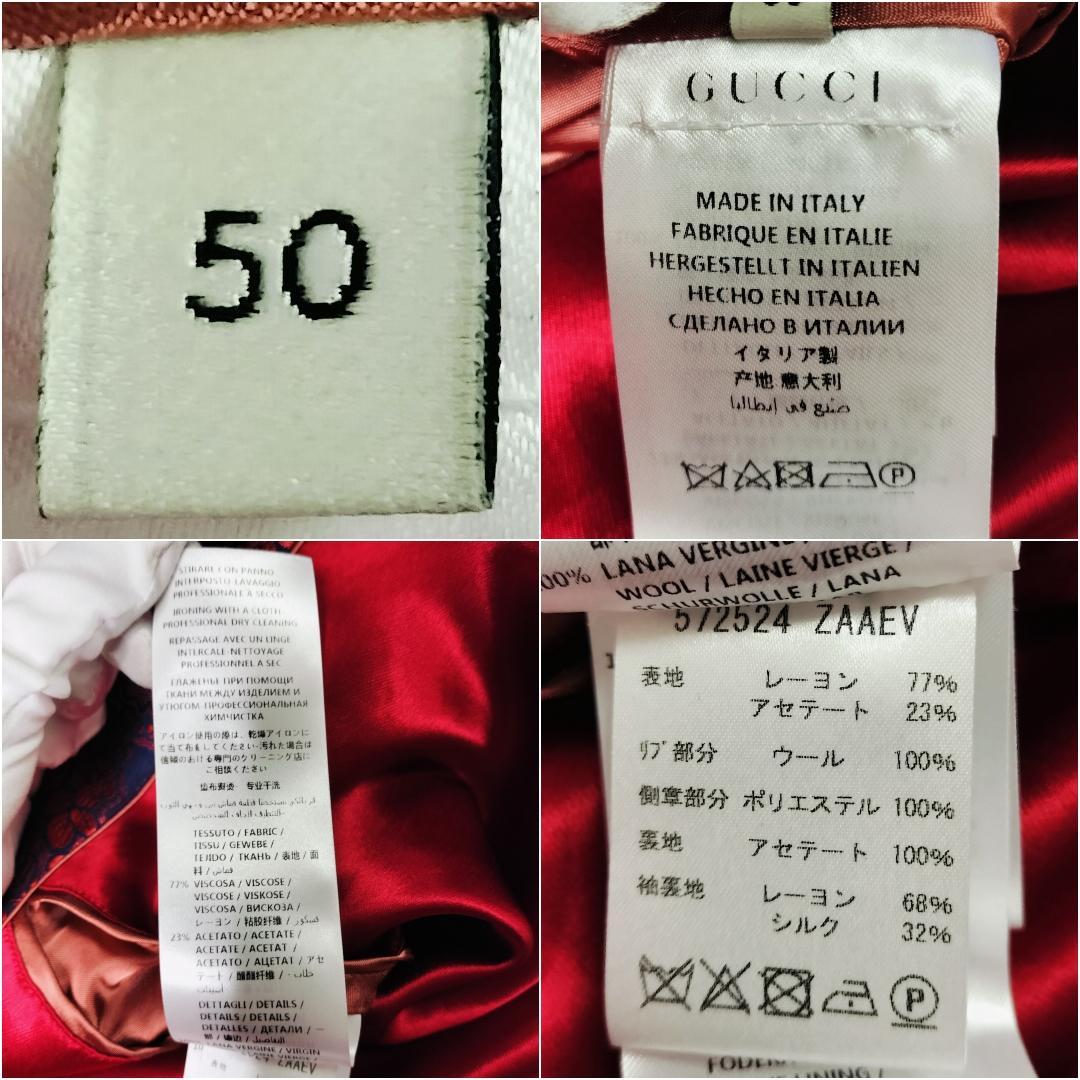 50
GUCCI
MADE IN ITALY
FABRIQUE EN ITALIE
HERGESTELLT IN ITALIEN
HECHO EN ITALIA
СДЕЛАНО В ИТАЛИИ
イタリア製
产地 意大利
صنع في إيطاليا
P
STIRARE CON PANNO
INTERPOSTO-LAVAGGIO
PROFESSIONALE A SECCO
IRONING WITH A CLOTH-
PROFESSIONAL DRY CLEANING
REPASSAGE AVEC UN LINGE
INTERCALE-NETTOYAGE
PROFESSIONNEL A SEC
ГЛАЖЕНЬЕ ПРИ ПОМОЩИ
ТКАНИ МЕЖДУ ИЗДЕЛИЕМ И
УТЮГОМ-ПРОФЕССИОНАЛЬНАЯ
ХИМЧИСТКА
アイロン使用の際は、乾燥アイロンに
て当て布をしてください-汚れた場合は
信頼のおける専門のクリーニング店に
ご相談ください
垫布熨烫 专业干洗
TESSUTO / FABRIC /
TISSU / GEWEBE /
TEJIDO / ТКАНЬ / 表地 / 面
料 / قماش
77% VISCOSA / VISCOSE /
VISCOSE / VISKOSE /
VISCOSA / ВИСКОЗА /
レーヨン / 粘胶纤维 / فسكوز
23% ACETATO / ACETATE /
ACETATE / ACETAT /
ACETATO / АЦЕТАТ / アセ
テート / 醋酯纤维 /
DETTAGLI / DETAILS /
DETAILS / DETAILS /
DETALLES / ДЕТАЛИ /
LANA VERGINE / VIRGIN
ZAAEV
00% LANA VERGINE
WOOL / LAINE VIERGE /
SCHURWOLLE / LANA
572524 ZAAEV
表地 レーヨン 77%
アセテート 23%
リブ部分 ウール 100%
側章部分 ポリエステル 100%
裏地 アセテート 100%
袖裏地 レーヨン 68%
シルク 32%
P
LINING /